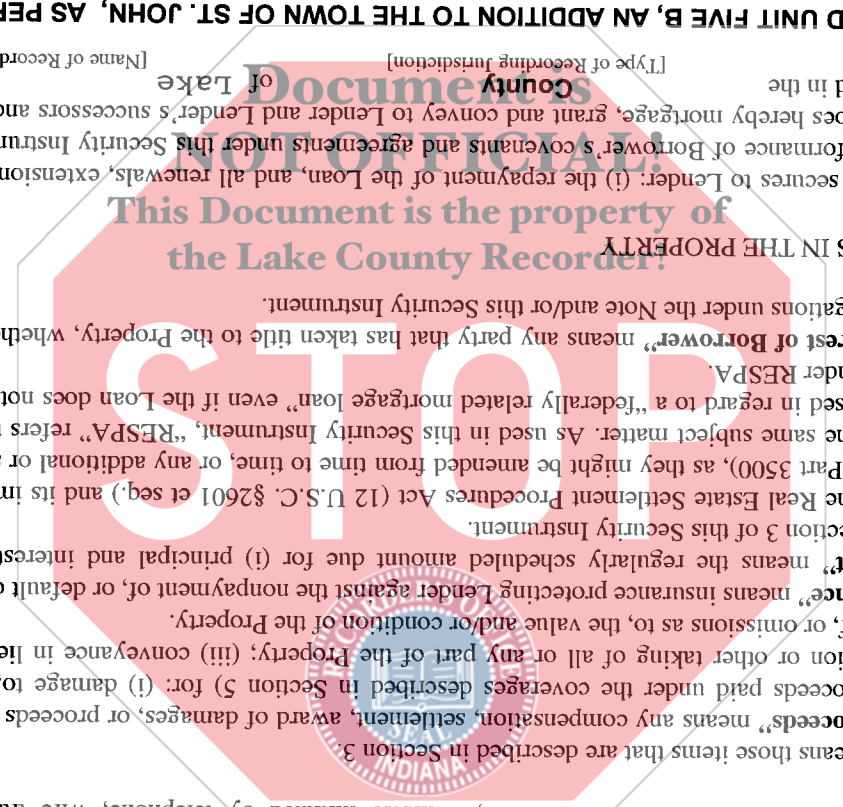 Document is
NOT OFFICIAL!
This Document is the property of
the Lake County Recorder!
STOP
RECORDER'S OFFICE
SEAL
INDIANA
by telephone, wire
eans those items that are described in Section 3.
oceeds" means any compensation, settlement, award of damages, or proceeds
oceeds paid under the coverages described in Section 5) for: (i) damage to,
ion or other taking of all or any part of the Property; (iii) conveyance in lie
f, or omissions as to, the value and/or condition of the Property.
nce" means insurance protecting Lender against the nonpayment of, or default
t" means the regularly scheduled amount due for (i) principal and interest
ection 3 of this Security Instrument.
he Real Estate Settlement Procedures Act (12 U.S.C. §2601 et seq.) and its im
Part 3500), as they might be amended from time to time, or any additional or
he same subject matter. As used in this Security Instrument, "RESPA" refers
sed in regard to a "federally related mortgage loan" even if the Loan does not
nder RESPA.
rest of Borrower" means any party that has taken title to the Property, wheth
gations under the Note and/or this Security Instrument.
S IN THE PROPERTY
secures to Lender: (i) the repayment of the Loan, and all renewals, extension
formance of Borrower's covenants and agreements under this Security Instrum
oes hereby mortgage, grant and convey to Lender and Lender's successors and
d in the County of Lake
[Type of Recording Jurisdiction] [Name of Record
D UNIT FIVE B, AN ADDITION TO THE TOWN OF ST. JOHN, AS PER